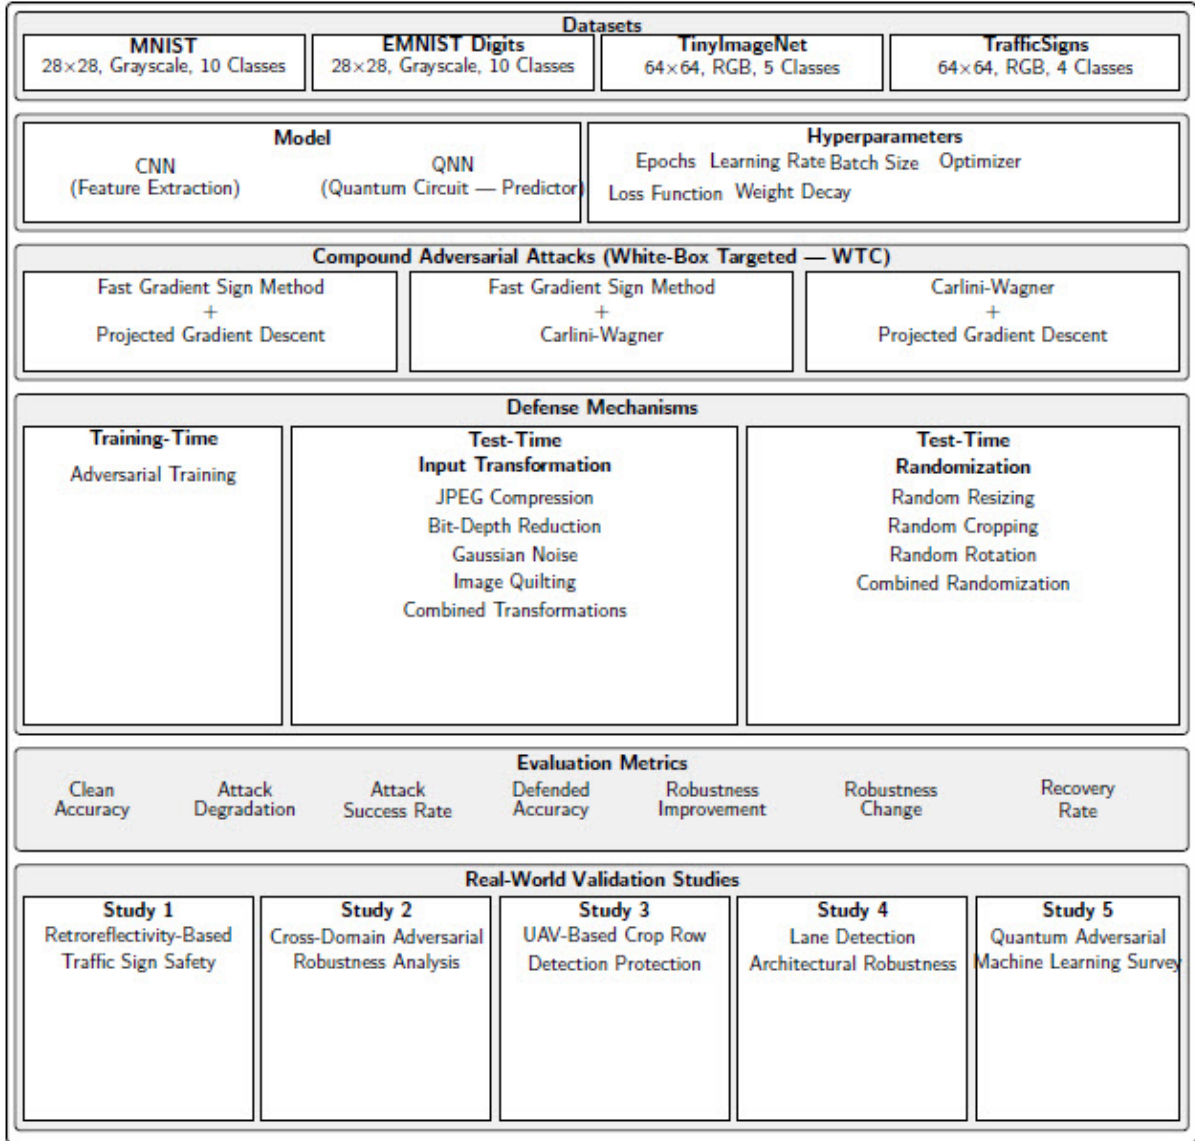 Datasets
MNIST
28×28, Grayscale, 10 Classes
EMNIST Digits
28×28, Grayscale, 10 Classes
TinyImageNet
64×64, RGB, 5 Classes
TrafficSigns
64×64, RGB, 4 Classes
Model
CNN
(Feature Extraction)
QNN
(Quantum Circuit — Predictor)
Hyperparameters
Epochs Learning Rate Batch Size Optimizer
Loss Function Weight Decay
Compound Adversarial Attacks (White-Box Targeted — WTC)
Fast Gradient Sign Method
+
Projected Gradient Descent
Fast Gradient Sign Method
+
Carlini-Wagner
Carlini-Wagner
+
Projected Gradient Descent
Defense Mechanisms
Training-Time
Adversarial Training
Test-Time
Input Transformation
JPEG Compression
Bit-Depth Reduction
Gaussian Noise
Image Quilting
Combined Transformations
Test-Time
Randomization
Random Resizing
Random Cropping
Random Rotation
Combined Randomization
Evaluation Metrics
Clean
Accuracy
Attack
Degradation
Attack
Success Rate
Defended
Accuracy
Robustness
Improvement
Robustness
Change
Recovery
Rate
Real-World Validation Studies
Study 1
Retroreflectivity-Based
Traffic Sign Safety
Study 2
Cross-Domain Adversarial
Robustness Analysis
Study 3
UAV-Based Crop Row
Detection Protection
Study 4
Lane Detection
Architectural Robustness
Study 5
Quantum Adversarial
Machine Learning Survey